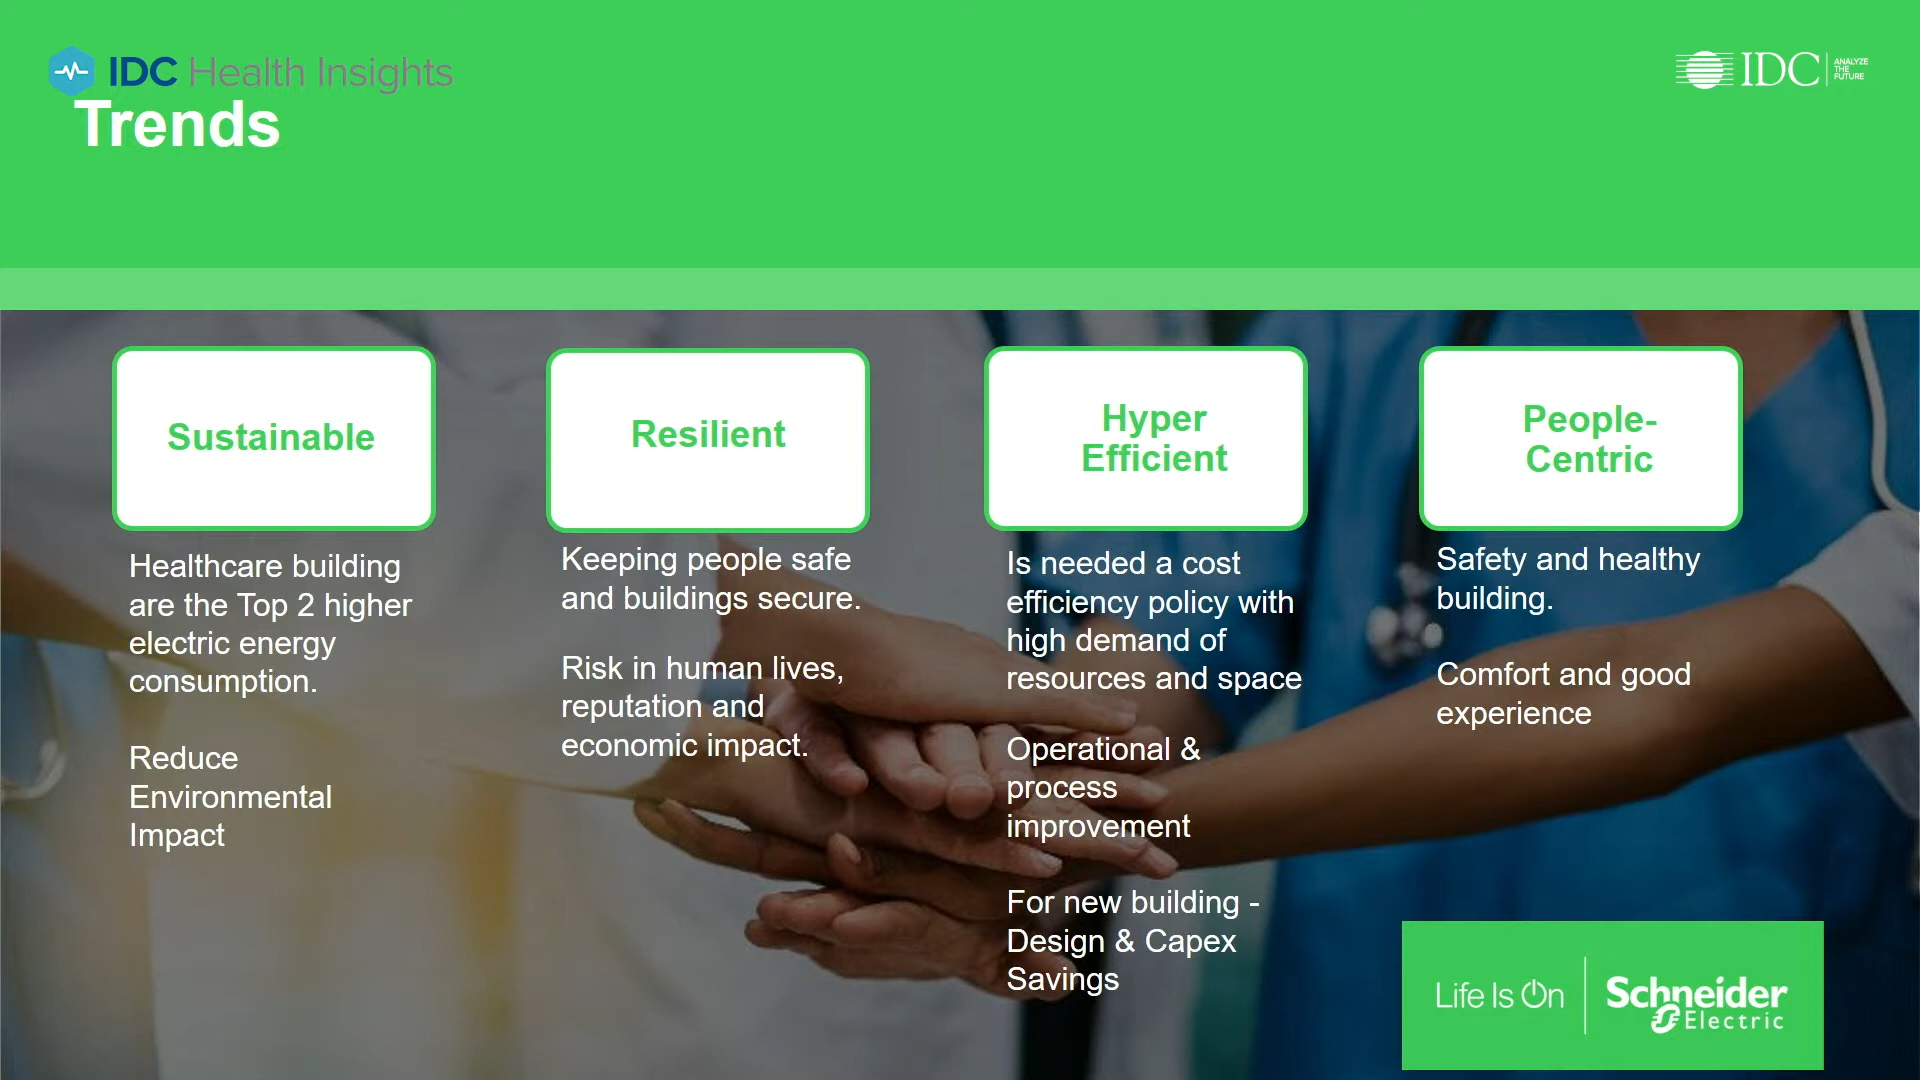 IDC Health Insights
IDC
ANALYZE
THE
FUTURE
Trends
Sustainable
Healthcare building
are the Top 2 higher
electric energy
consumption.
Reduce
Environmental
Impact
Resilient
Keeping people safe
and buildings secure.
Risk in human lives,
reputation and
economic impact.
Hyper
Efficient
Is needed a cost
efficiency policy with
high demand of
resources and space
Operational &
process
improvement
For new building -
Design & Capex
Savings
People-
Centric
Safety and healthy
building.
Comfort and good
experience
Life Is On
Schneider
Electric